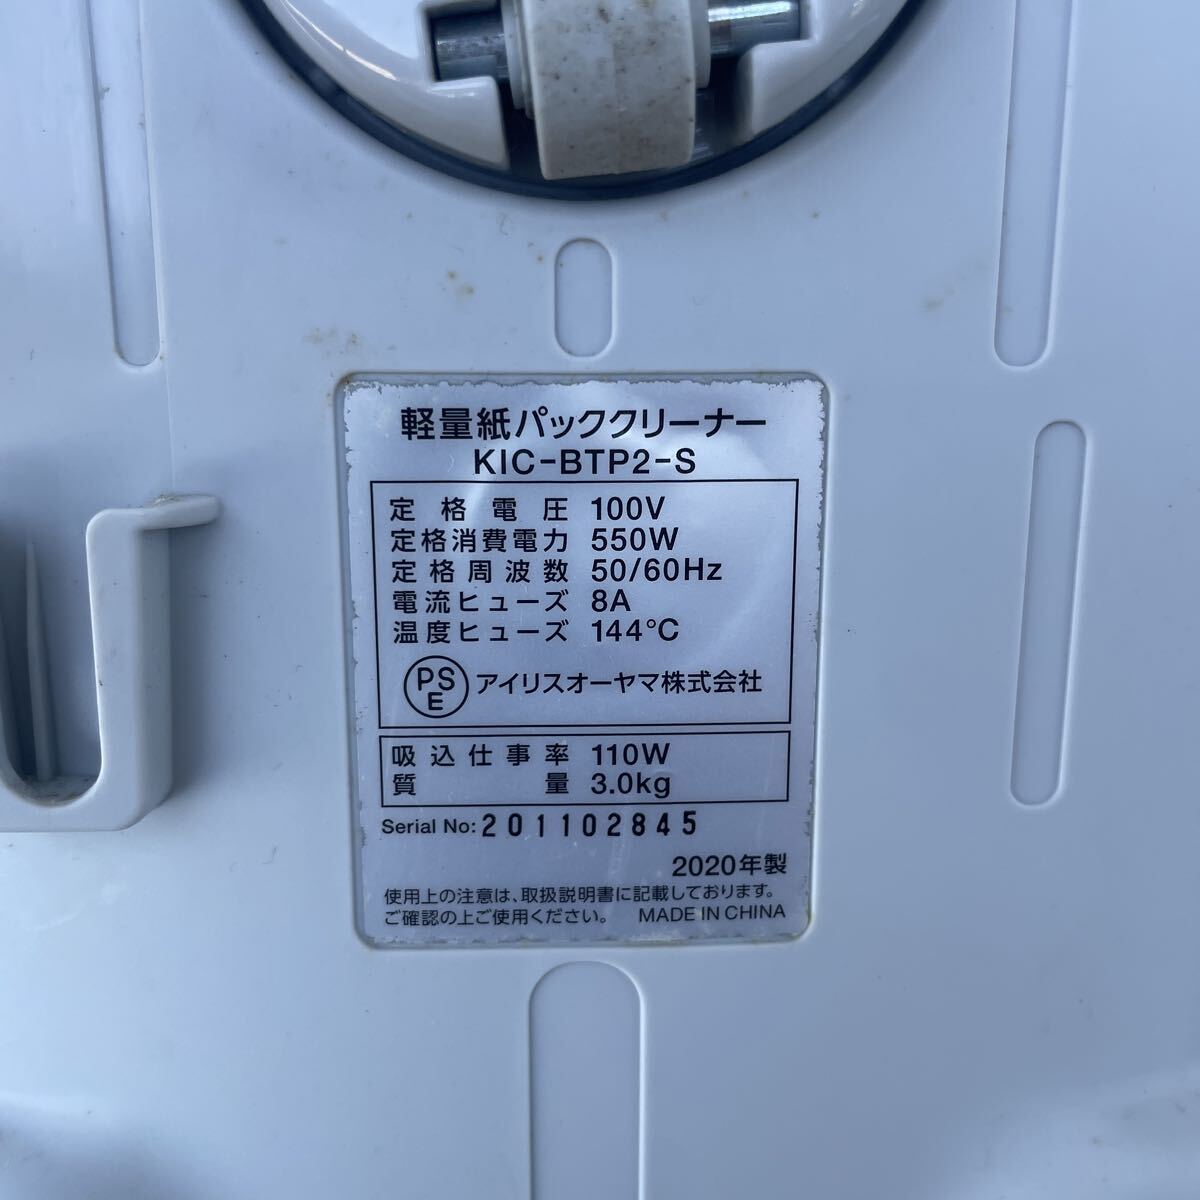 軽量紙パッククリーナー
KIC-BTP2-S
定格電圧 100V
定格消費電力 550W
定格周波数 50/60Hz
電流ヒューズ 8A
温度ヒューズ 144℃
PSE アイリスオーヤマ株式会社
吸込仕事率 110W
質量 3.0kg
Serial No: 201102845
2020年製
使用上の注意は、取扱説明書に記載しております。
ご確認の上ご使用ください。 MADE IN CHINA